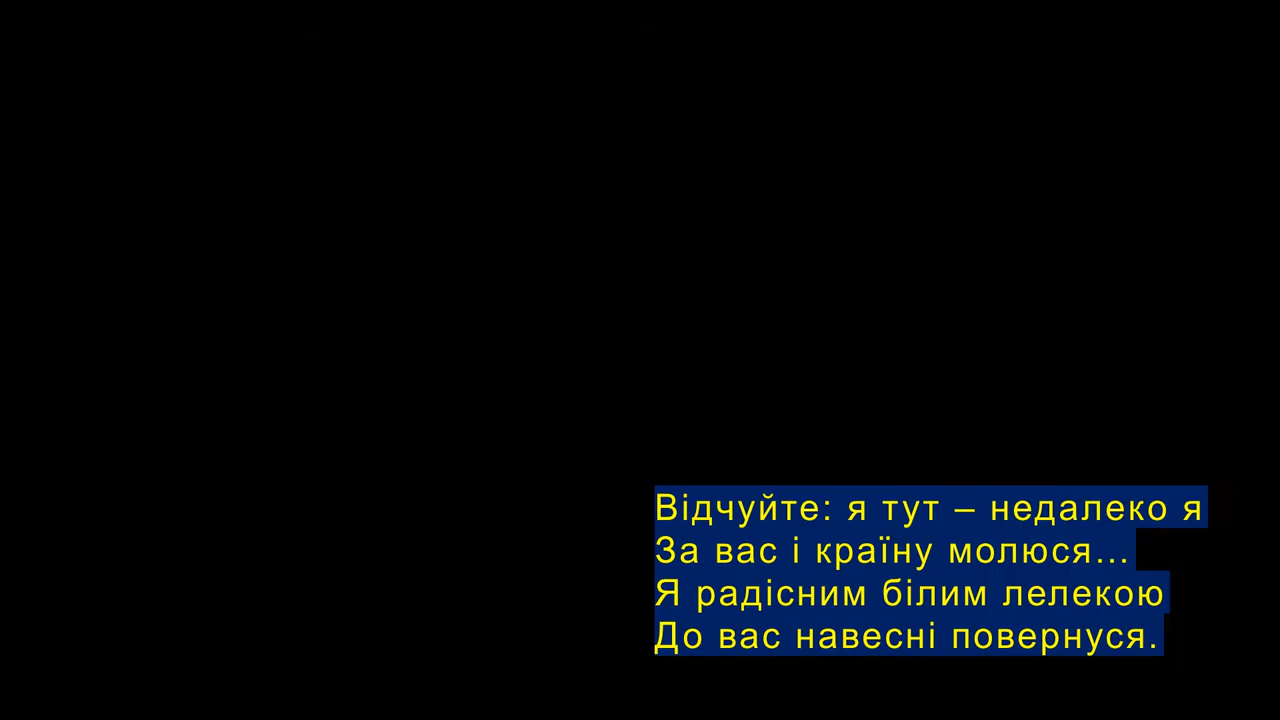 Відчуйте: я тут – недалеко я
За вас і країну молюся...
Я радісним білим лелекою
До вас навесні повернуся.